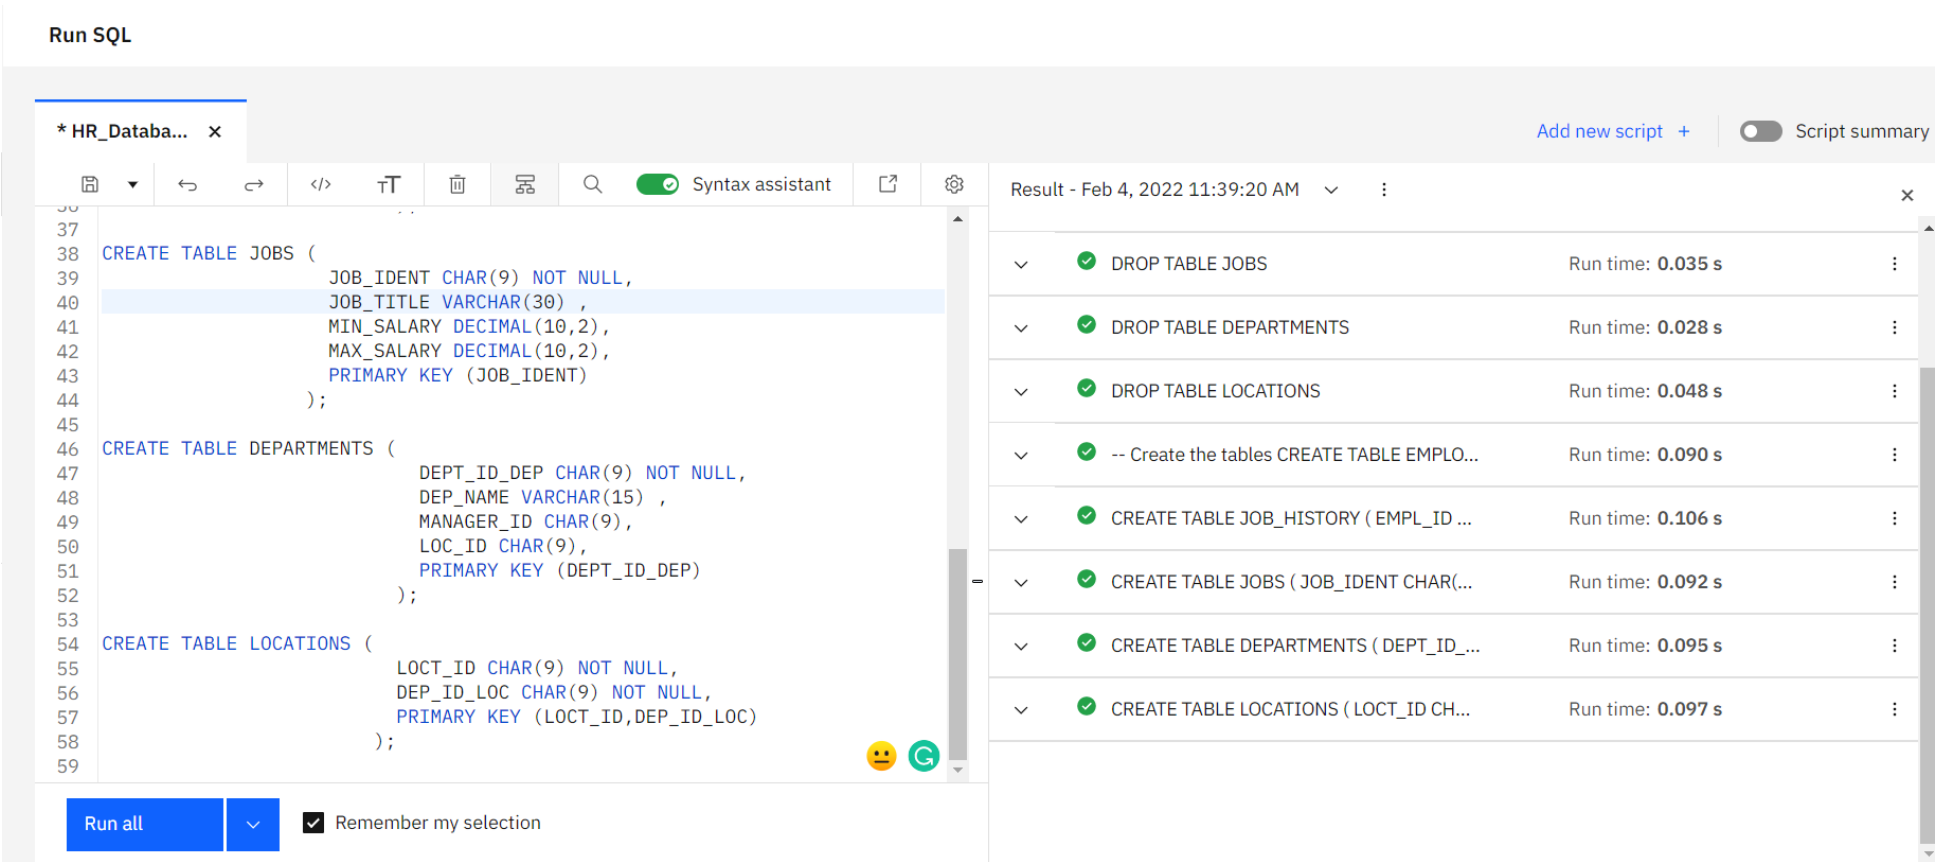 Run SQL
* HR_Databa... ×
Add new script +
Script summary
</>
TT
Syntax assistant
Result - Feb 4, 2022 11:39:20 AM
37
38 CREATE TABLE JOBS (
39 JOB_IDENT CHAR(9) NOT NULL,
40 JOB_TITLE VARCHAR(30) ,
41 MIN_SALARY DECIMAL(10,2),
42 MAX_SALARY DECIMAL(10,2),
43 PRIMARY KEY (JOB_IDENT)
44 );
45
46 CREATE TABLE DEPARTMENTS (
47 DEPT_ID_DEP CHAR(9) NOT NULL,
48 DEP_NAME VARCHAR(15) ,
49 MANAGER_ID CHAR(9),
50 LOC_ID CHAR(9),
51 PRIMARY KEY (DEPT_ID_DEP)
52 );
53
54 CREATE TABLE LOCATIONS (
55 LOCT_ID CHAR(9) NOT NULL,
56 DEP_ID_LOC CHAR(9) NOT NULL,
57 PRIMARY KEY (LOCT_ID,DEP_ID_LOC)
58 );
59
Run all
Remember my selection
DROP TABLE JOBS Run time: 0.035 s
DROP TABLE DEPARTMENTS Run time: 0.028 s
DROP TABLE LOCATIONS Run time: 0.048 s
-- Create the tables CREATE TABLE EMPLO... Run time: 0.090 s
CREATE TABLE JOB_HISTORY ( EMPL_ID ... Run time: 0.106 s
CREATE TABLE JOBS ( JOB_IDENT CHAR(... Run time: 0.092 s
CREATE TABLE DEPARTMENTS ( DEPT_ID_... Run time: 0.095 s
CREATE TABLE LOCATIONS ( LOCT_ID CH... Run time: 0.097 s